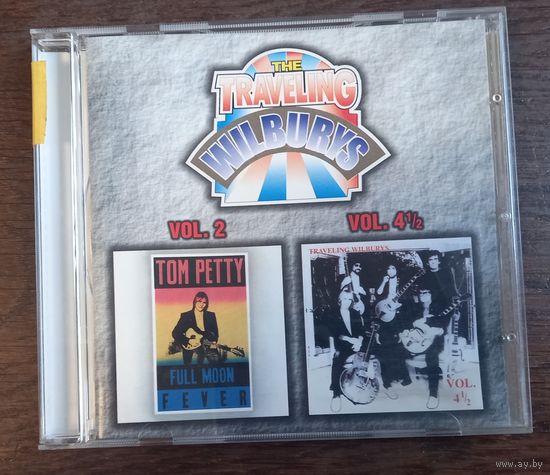 THE
TRAVELING
WILBURYS
VOL. 2
VOL. 4½
TOM PETTY
FULL MOON
FEVER
TRAVELING WILBURYS
VOL.
4½
www.ay.by